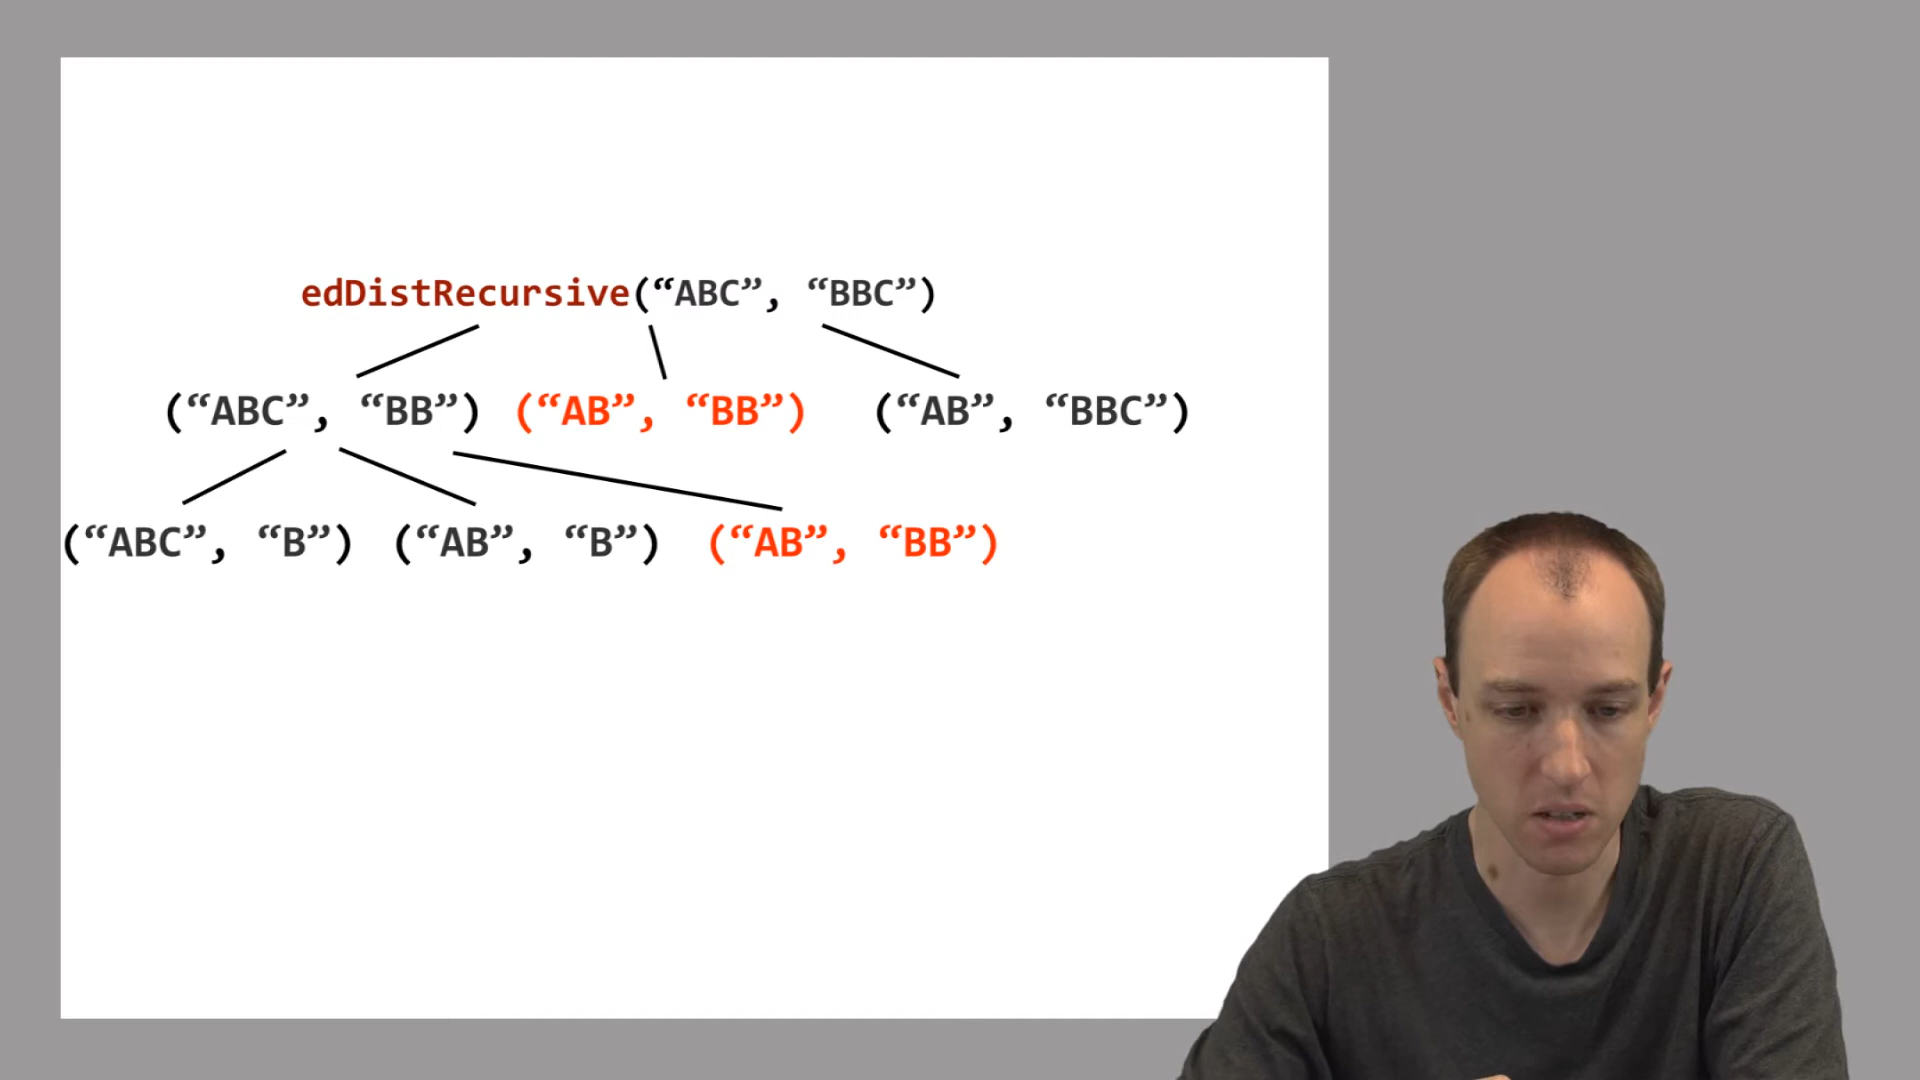 edDistRecursive(“ABC”, “BBC”)
(“ABC”, “BB”) (“AB”, “BB”) (“AB”, “BBC”)
(“ABC”, “B”) (“AB”, “B”) (“AB”, “BB”)